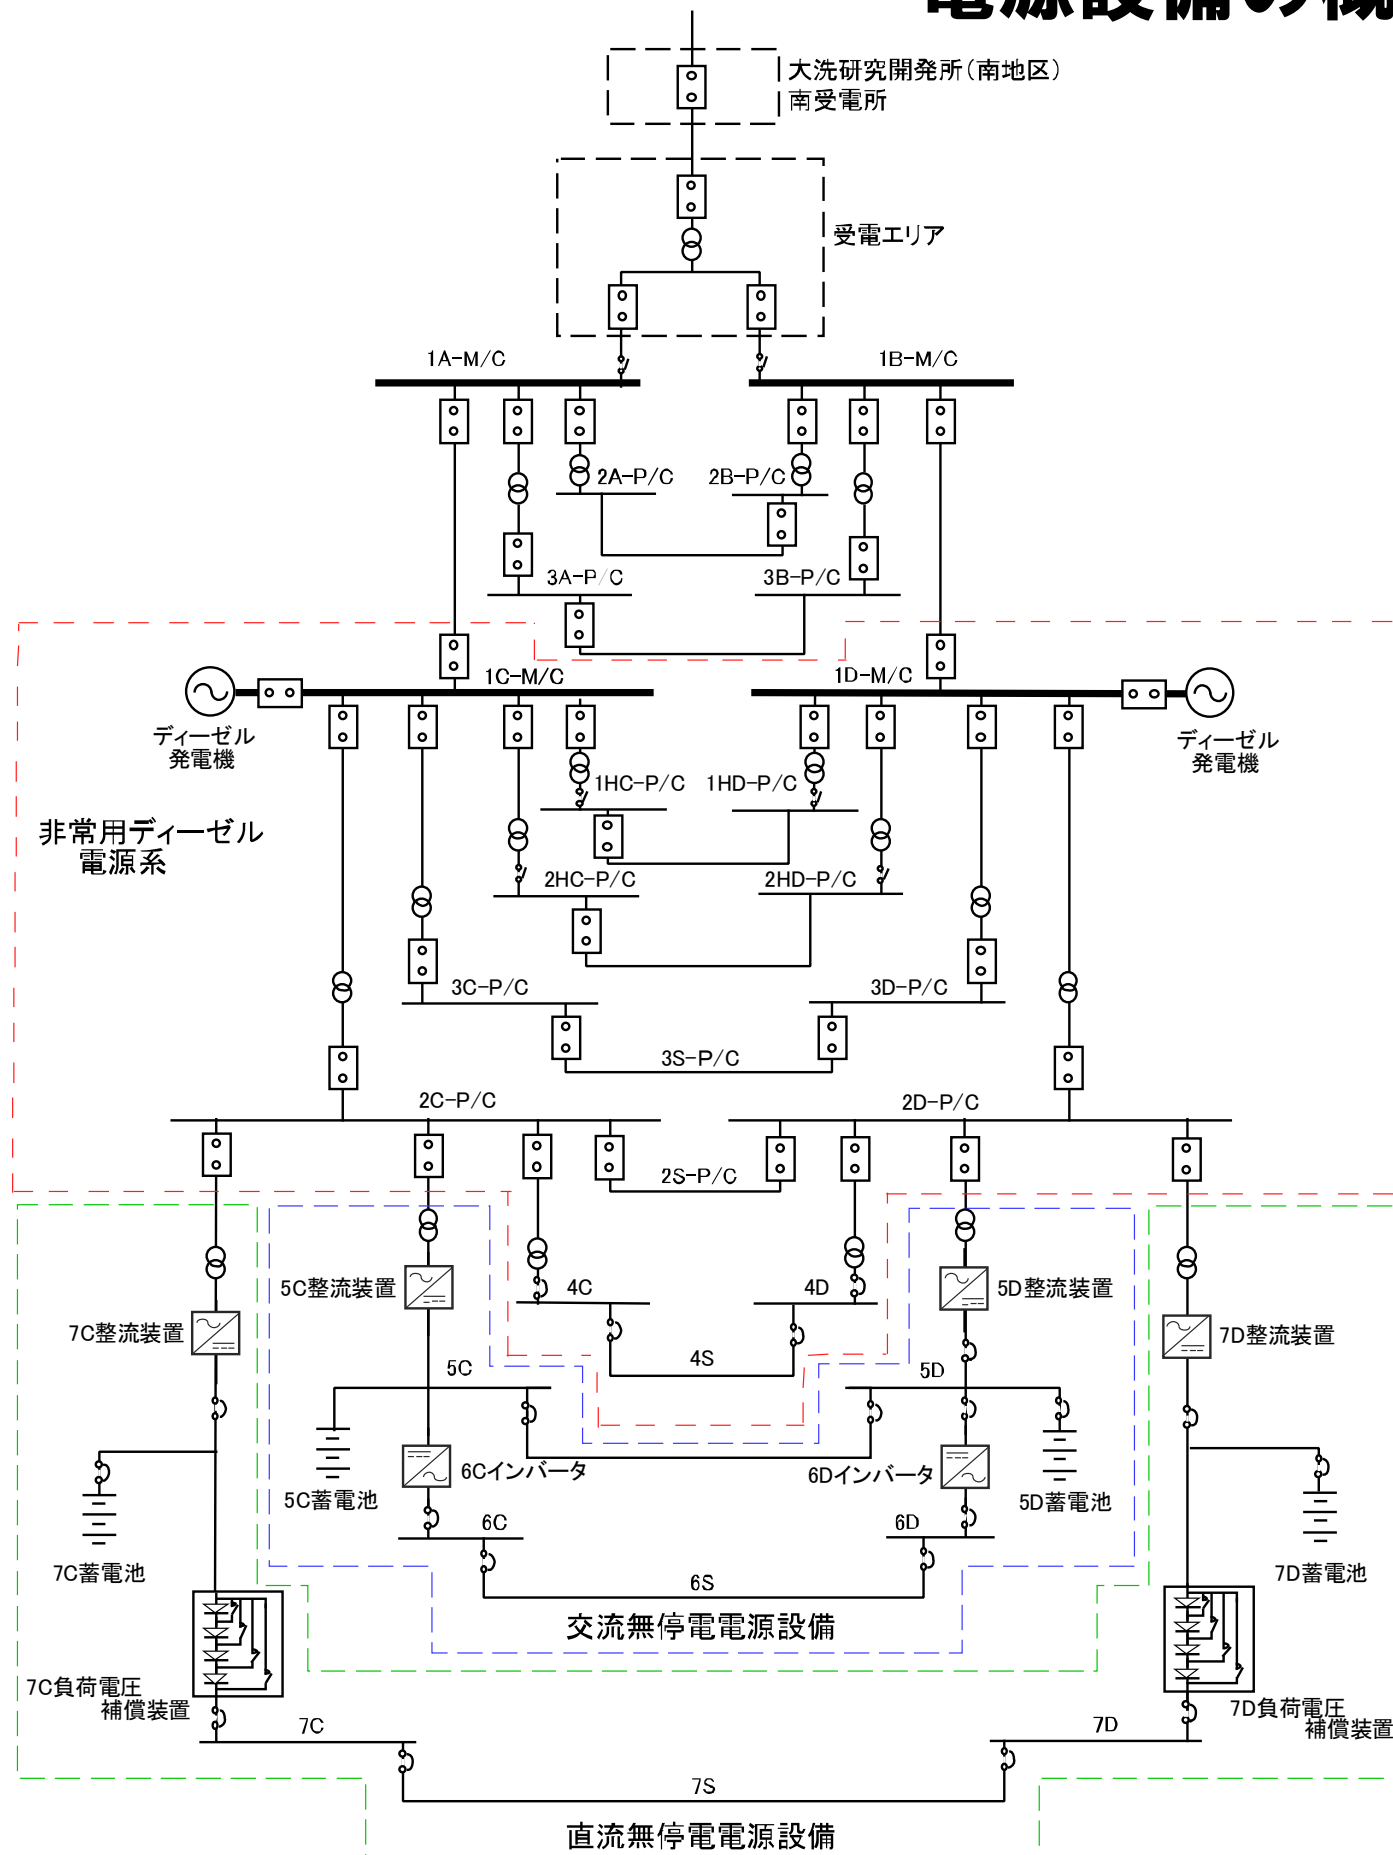 電源設備の概
大洗研究開発所(南地区)
南受電所
受電エリア
1A-M/C
1B-M/C
2A-P/C
2B-P/C
3A-P/C
3B-P/C
1C-M/C
1D-M/C
ディーゼル
発電機
ディーゼル
発電機
1HC-P/C
1HD-P/C
非常用ディーゼル
電源系
2HC-P/C
2HD-P/C
3C-P/C
3D-P/C
3S-P/C
2C-P/C
2D-P/C
2S-P/C
5C整流装置
4C
4D
5D整流装置
7C整流装置
7D整流装置
4S
5C
5D
6Cインバータ
6Dインバータ
5C蓄電池
5D蓄電池
6C
6D
7C蓄電池
7D蓄電池
6S
交流無停電電源設備
7C負荷電圧
補償装置
7D負荷電圧
補償装置
7C
7D
7S
直流無停電電源設備